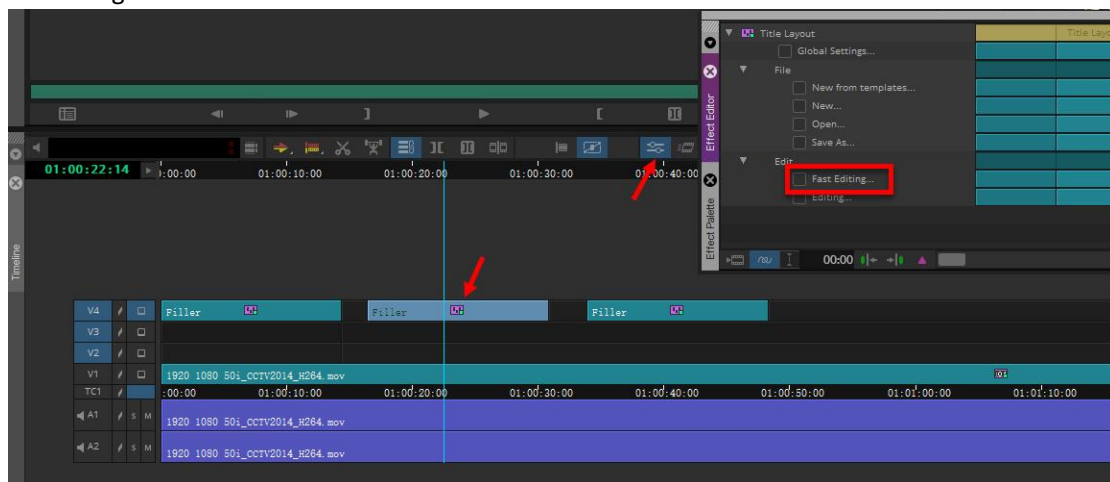 Title Layout
Title Layo
Global Settings...
File
New from templates...
New...
Open...
Save As...
Edit
Fast Editing...
Editing...
Effect Editor
Effect Palette
00:00
Timeline
01:00:22:14
:00:00 01:00:10:00 01:00:20:00 01:00:30:00 01:00:40:00
V4 Filler Filler Filler
V3
V2
V1 1920 1080 50i_CCTV2014_H264.mov
TC1 :00:00 01:00:10:00 01:00:20:00 01:00:30:00 01:00:40:00 01:00:50:00 01:01:00:00 01:01:10:00
A1 S M 1920 1080 50i_CCTV2014_H264.mov
A2 S M 1920 1080 50i_CCTV2014_H264.mov